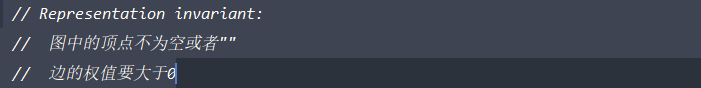 // Representation invariant:
//  图中的顶点不为空或者""
//  边的权值要大于0